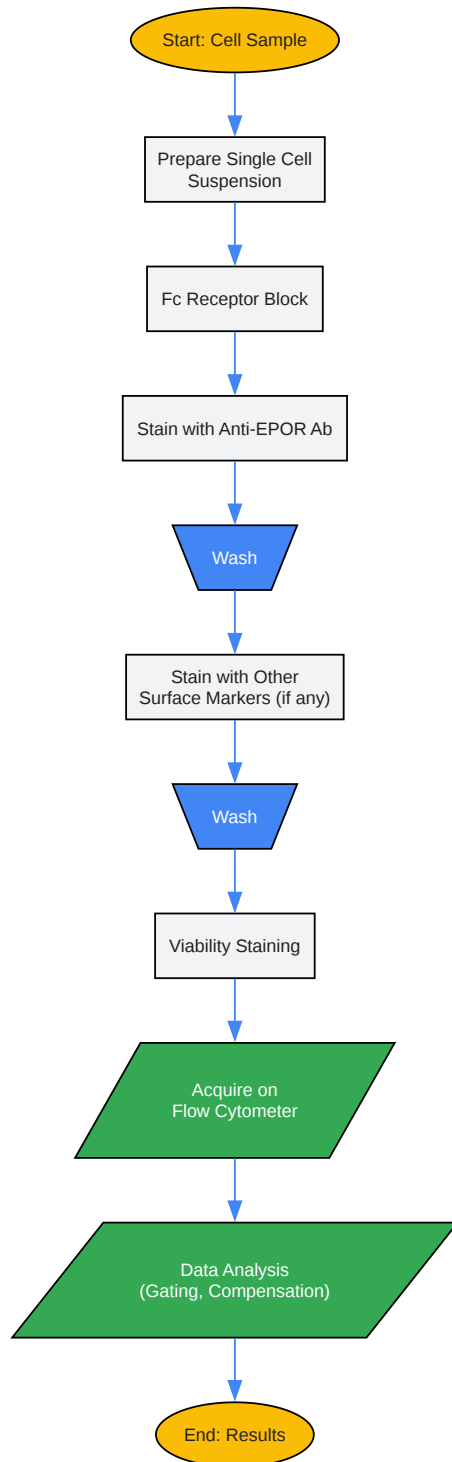 Start: Cell Sample
Prepare Single Cell
Suspension
Fc Receptor Block
Stain with Anti-EPOR Ab
Wash
Stain with Other
Surface Markers (if any)
Wash
Viability Staining
Acquire on
Flow Cytometer
Data Analysis
(Gating, Compensation)
End: Results